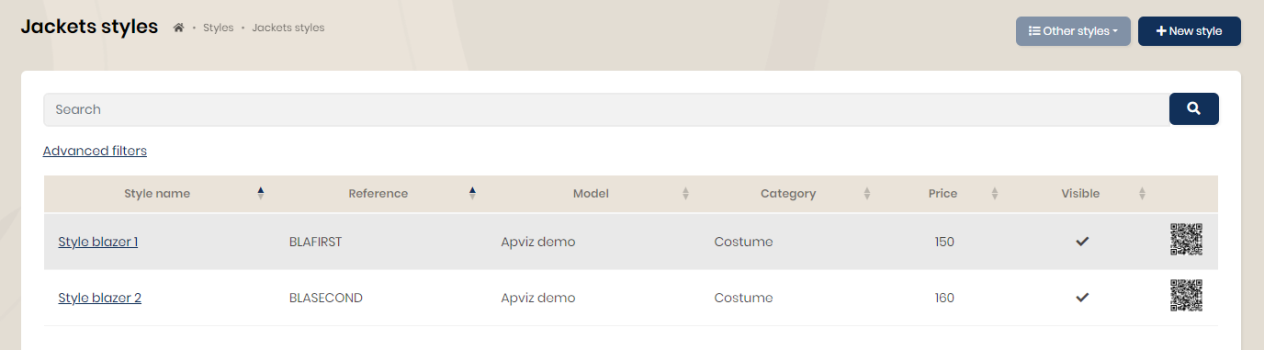 Jackets styles
• Styles • Jackets styles
Other styles
New style
Search
Advanced filters
Style name Reference Model Category Price Visible
Style blazer 1 BLAFIRST Apviz demo Costume 150
Style blazer 2 BLASECOND Apviz demo Costume 160